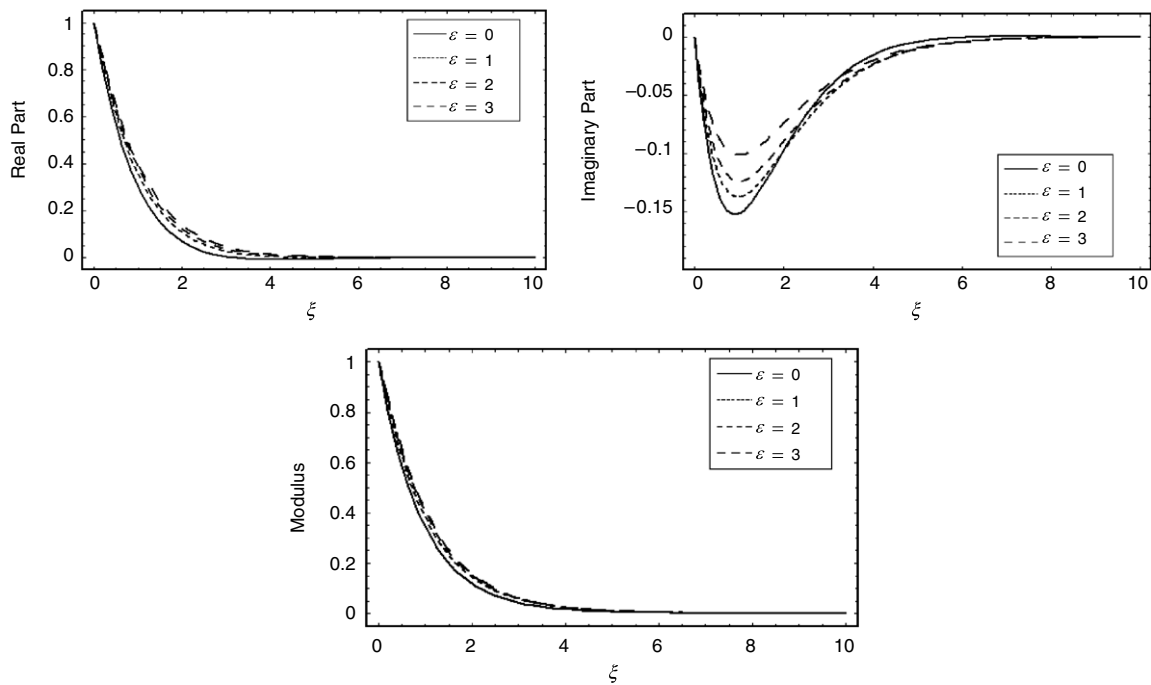 Real Part
1
0.8
0.6
0.4
0.2
0
0 2 4 6 8 10
ξ
ε = 0
ε = 1
ε = 2
ε = 3
Imaginary Part
0
−0.05
−0.1
−0.15
0 2 4 6 8 10
ξ
ε = 0
ε = 1
ε = 2
ε = 3
Modulus
1
0.8
0.6
0.4
0.2
0
0 2 4 6 8 10
ξ
ε = 0
ε = 1
ε = 2
ε = 3